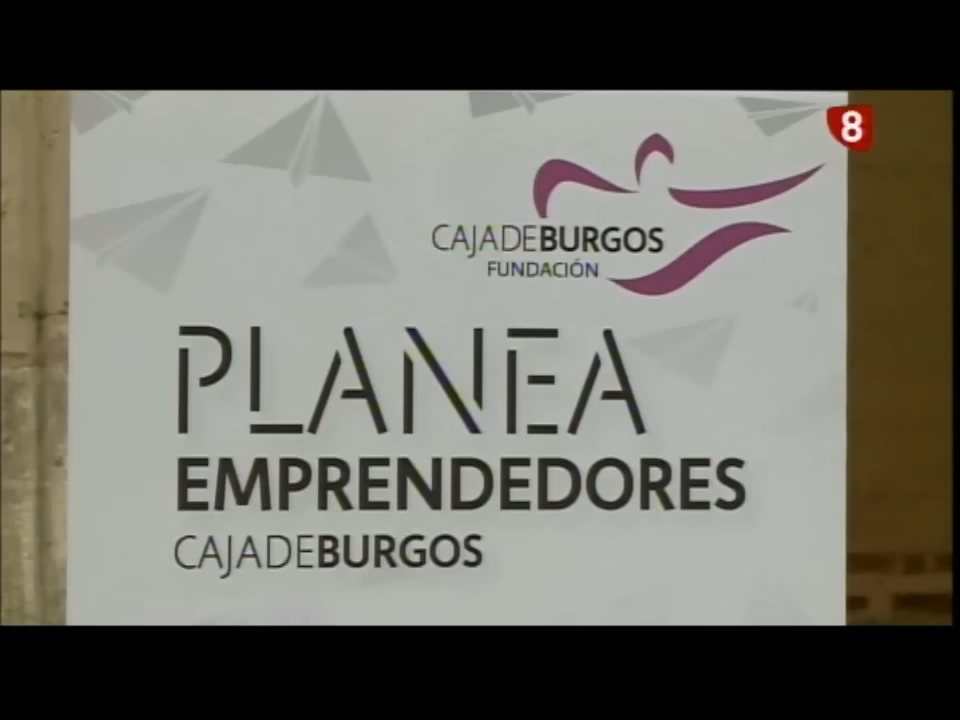 8
CAJADEBURGOS
FUNDACIÓN
PLANEA
EMPRENDEDORES
CAJADEBURGOS